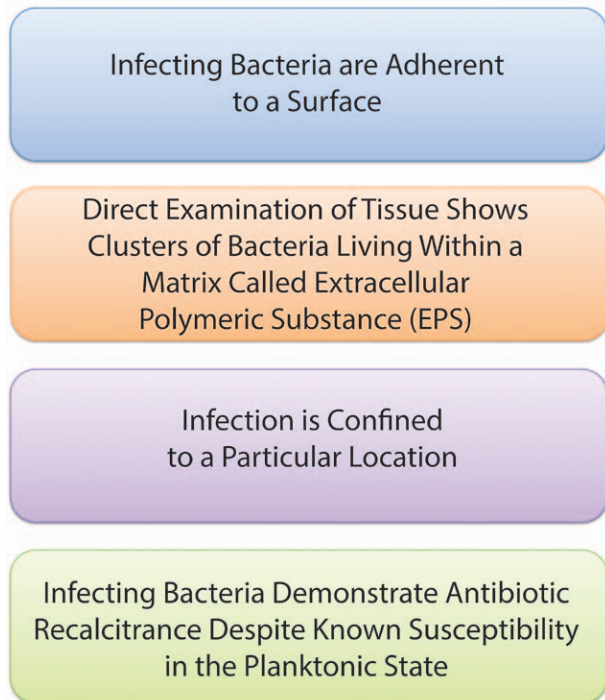 Infecting Bacteria are Adherent
to a Surface
Direct Examination of Tissue Shows
Clusters of Bacteria Living Within a
Matrix Called Extracellular
Polymeric Substance (EPS)
Infection is Confined
to a Particular Location
Infecting Bacteria Demonstrate Antibiotic
Recalcitrance Despite Known Susceptibility
in the Planktonic State